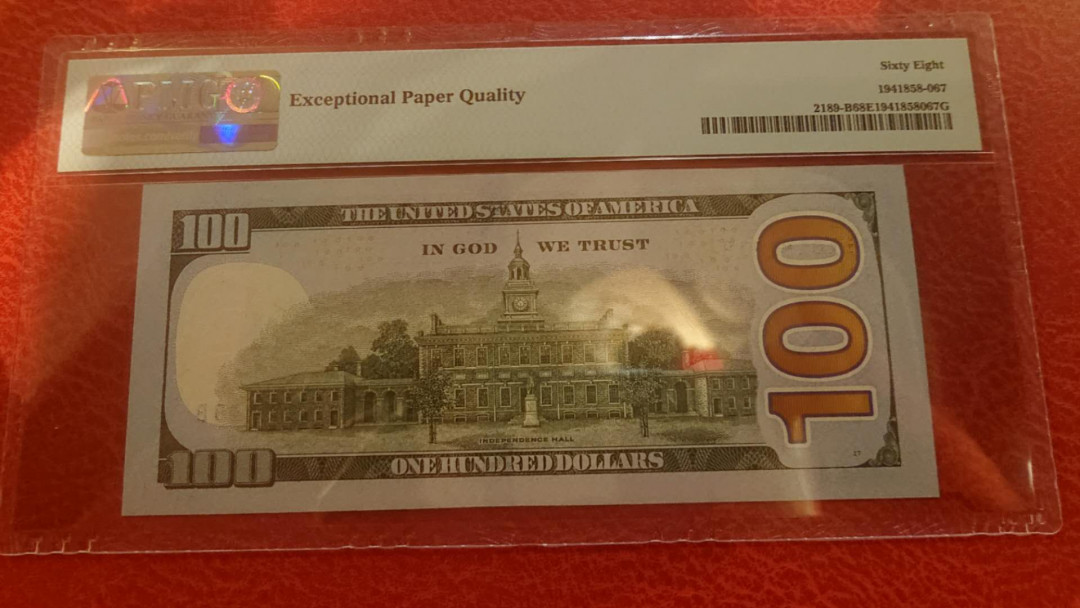 PMG
Exceptional Paper Quality
Sixty Eight
1941858-067
2189-B68E1941858067G
100
THE UNITED STATES OF AMERICA
IN GOD WE TRUST
100
INDEPENDENCE HALL
100
ONE HUNDRED DOLLARS